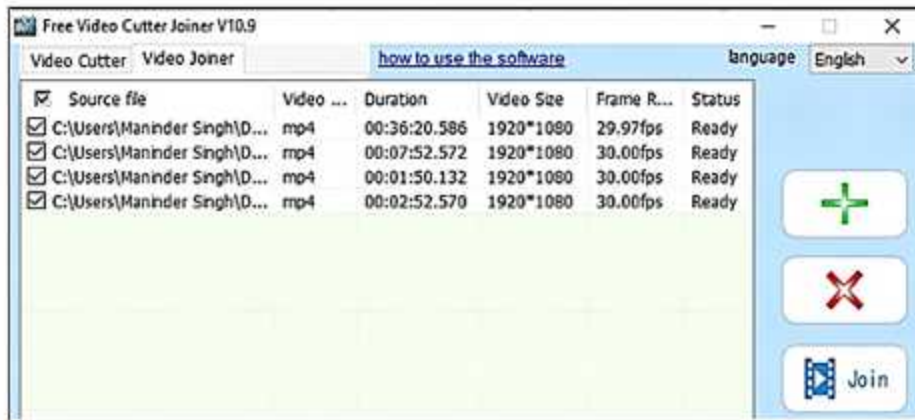 Free Video Cutter Joiner V10.9
Video Cutter Video Joiner how to use the software language English
Source file Video ... Duration Video Size Frame R... Status
C:\Users\Maninder Singh\D... mp4 00:36:20.586 1920*1080 29.97fps Ready
C:\Users\Maninder Singh\D... mp4 00:07:52.572 1920*1080 30.00fps Ready
C:\Users\Maninder Singh\D... mp4 00:01:50.132 1920*1080 30.00fps Ready
C:\Users\Maninder Singh\D... mp4 00:02:52.570 1920*1080 30.00fps Ready
Join